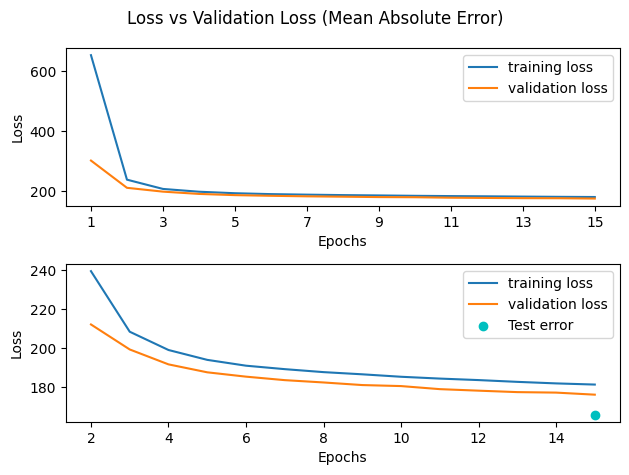 Loss vs Validation Loss (Mean Absolute Error)
600
400
200
Loss
training loss
validation loss
1 3 5 7 9 11 13 15
Epochs
240
220
200
180
Loss
training loss
validation loss
Test error
2 4 6 8 10 12 14
Epochs